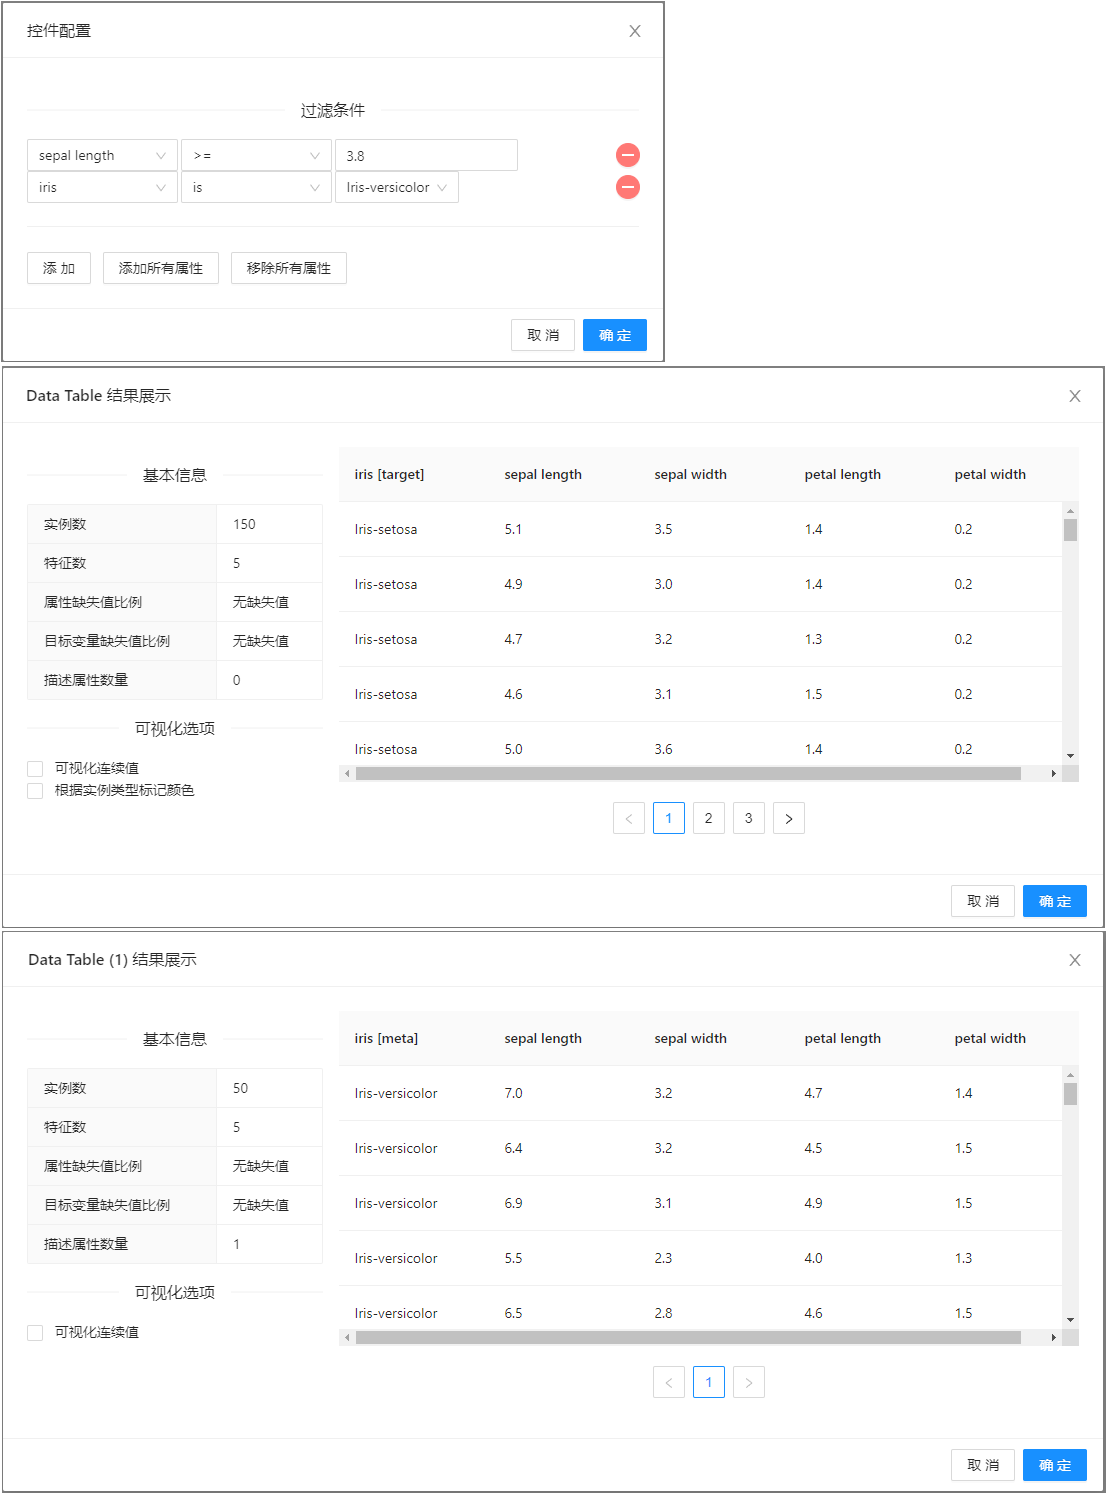 控件配置
过滤条件
sepal length >= 3.8
iris is Iris-versicolor
添 加 添加所有属性 移除所有属性
取 消 确 定
Data Table 结果展示
基本信息
实例数 150
特征数 5
属性缺失值比例 无缺失值
目标变量缺失值比例 无缺失值
描述属性数量 0
可视化选项
可视化连续值
根据实例类型标记颜色
iris [target] sepal length sepal width petal length petal width
Iris-setosa 5.1 3.5 1.4 0.2
Iris-setosa 4.9 3.0 1.4 0.2
Iris-setosa 4.7 3.2 1.3 0.2
Iris-setosa 4.6 3.1 1.5 0.2
Iris-setosa 5.0 3.6 1.4 0.2
< 1 2 3 >
取 消 确 定
Data Table (1) 结果展示
基本信息
实例数 50
特征数 5
属性缺失值比例 无缺失值
目标变量缺失值比例 无缺失值
描述属性数量 1
可视化选项
可视化连续值
iris [meta] sepal length sepal width petal length petal width
Iris-versicolor 7.0 3.2 4.7 1.4
Iris-versicolor 6.4 3.2 4.5 1.5
Iris-versicolor 6.9 3.1 4.9 1.5
Iris-versicolor 5.5 2.3 4.0 1.3
Iris-versicolor 6.5 2.8 4.6 1.5
< 1 >
取 消 确 定